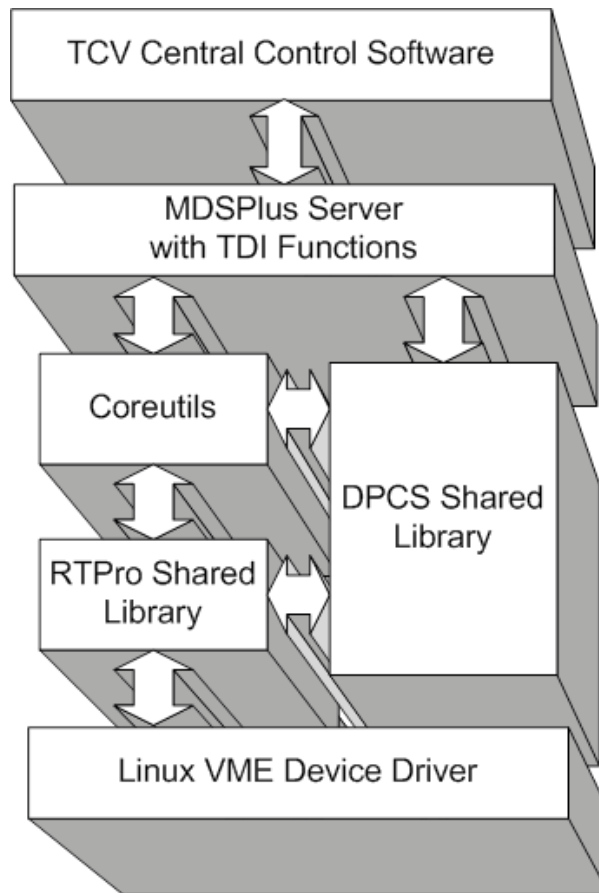 TCV Central Control Software
MDSPlus Server
with TDI Functions
Coreutils
DPCS Shared
Library
RTPro Shared
Library
Linux VME Device Driver